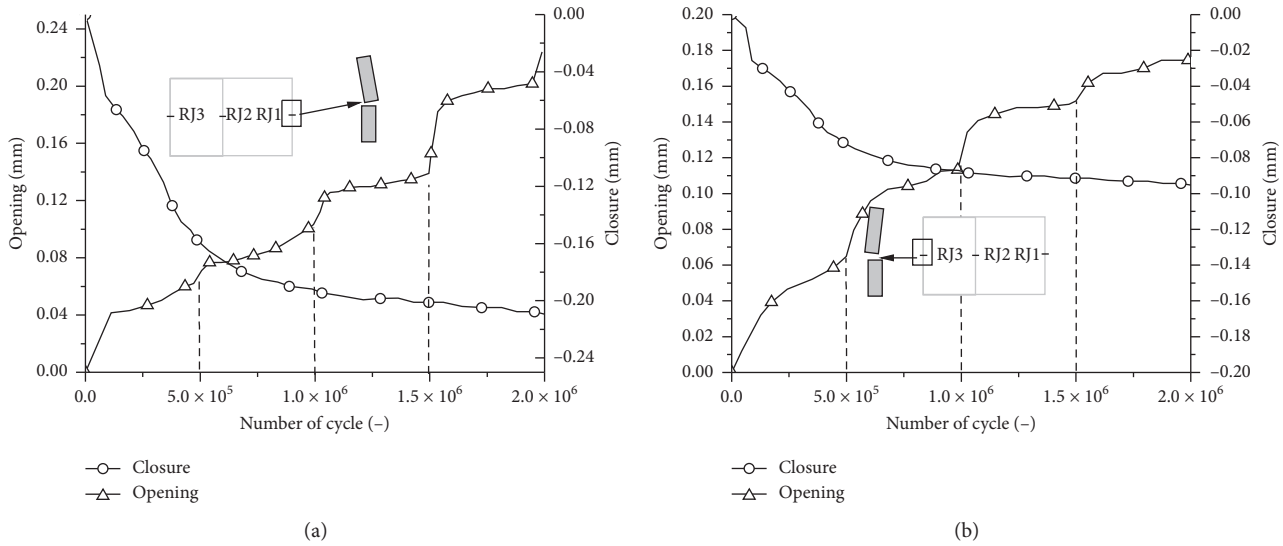 0.24
0.20
0.16
0.12
0.08
0.04
0.00
Opening (mm)
0.00
−0.04
−0.08
−0.12
−0.16
−0.20
−0.24
Closure (mm)
RJ3 RJ2 RJ1
0.0 5.0 × 10⁵ 1.0 × 10⁶ 1.5 × 10⁶ 2.0 × 10⁶
Number of cycle (–)
Closure
Opening
(a)
0.20
0.18
0.16
0.14
0.12
0.10
0.08
0.06
0.04
0.02
0.00
Opening (mm)
0.00
−0.02
−0.04
−0.06
−0.08
−0.10
−0.12
−0.14
−0.16
−0.18
−0.20
Closure (mm)
RJ3 RJ2 RJ1
0.0 5.0 × 10⁵ 1.0 × 10⁶ 1.5 × 10⁶ 2.0 × 10⁶
Number of cycle (–)
Closure
Opening
(b)